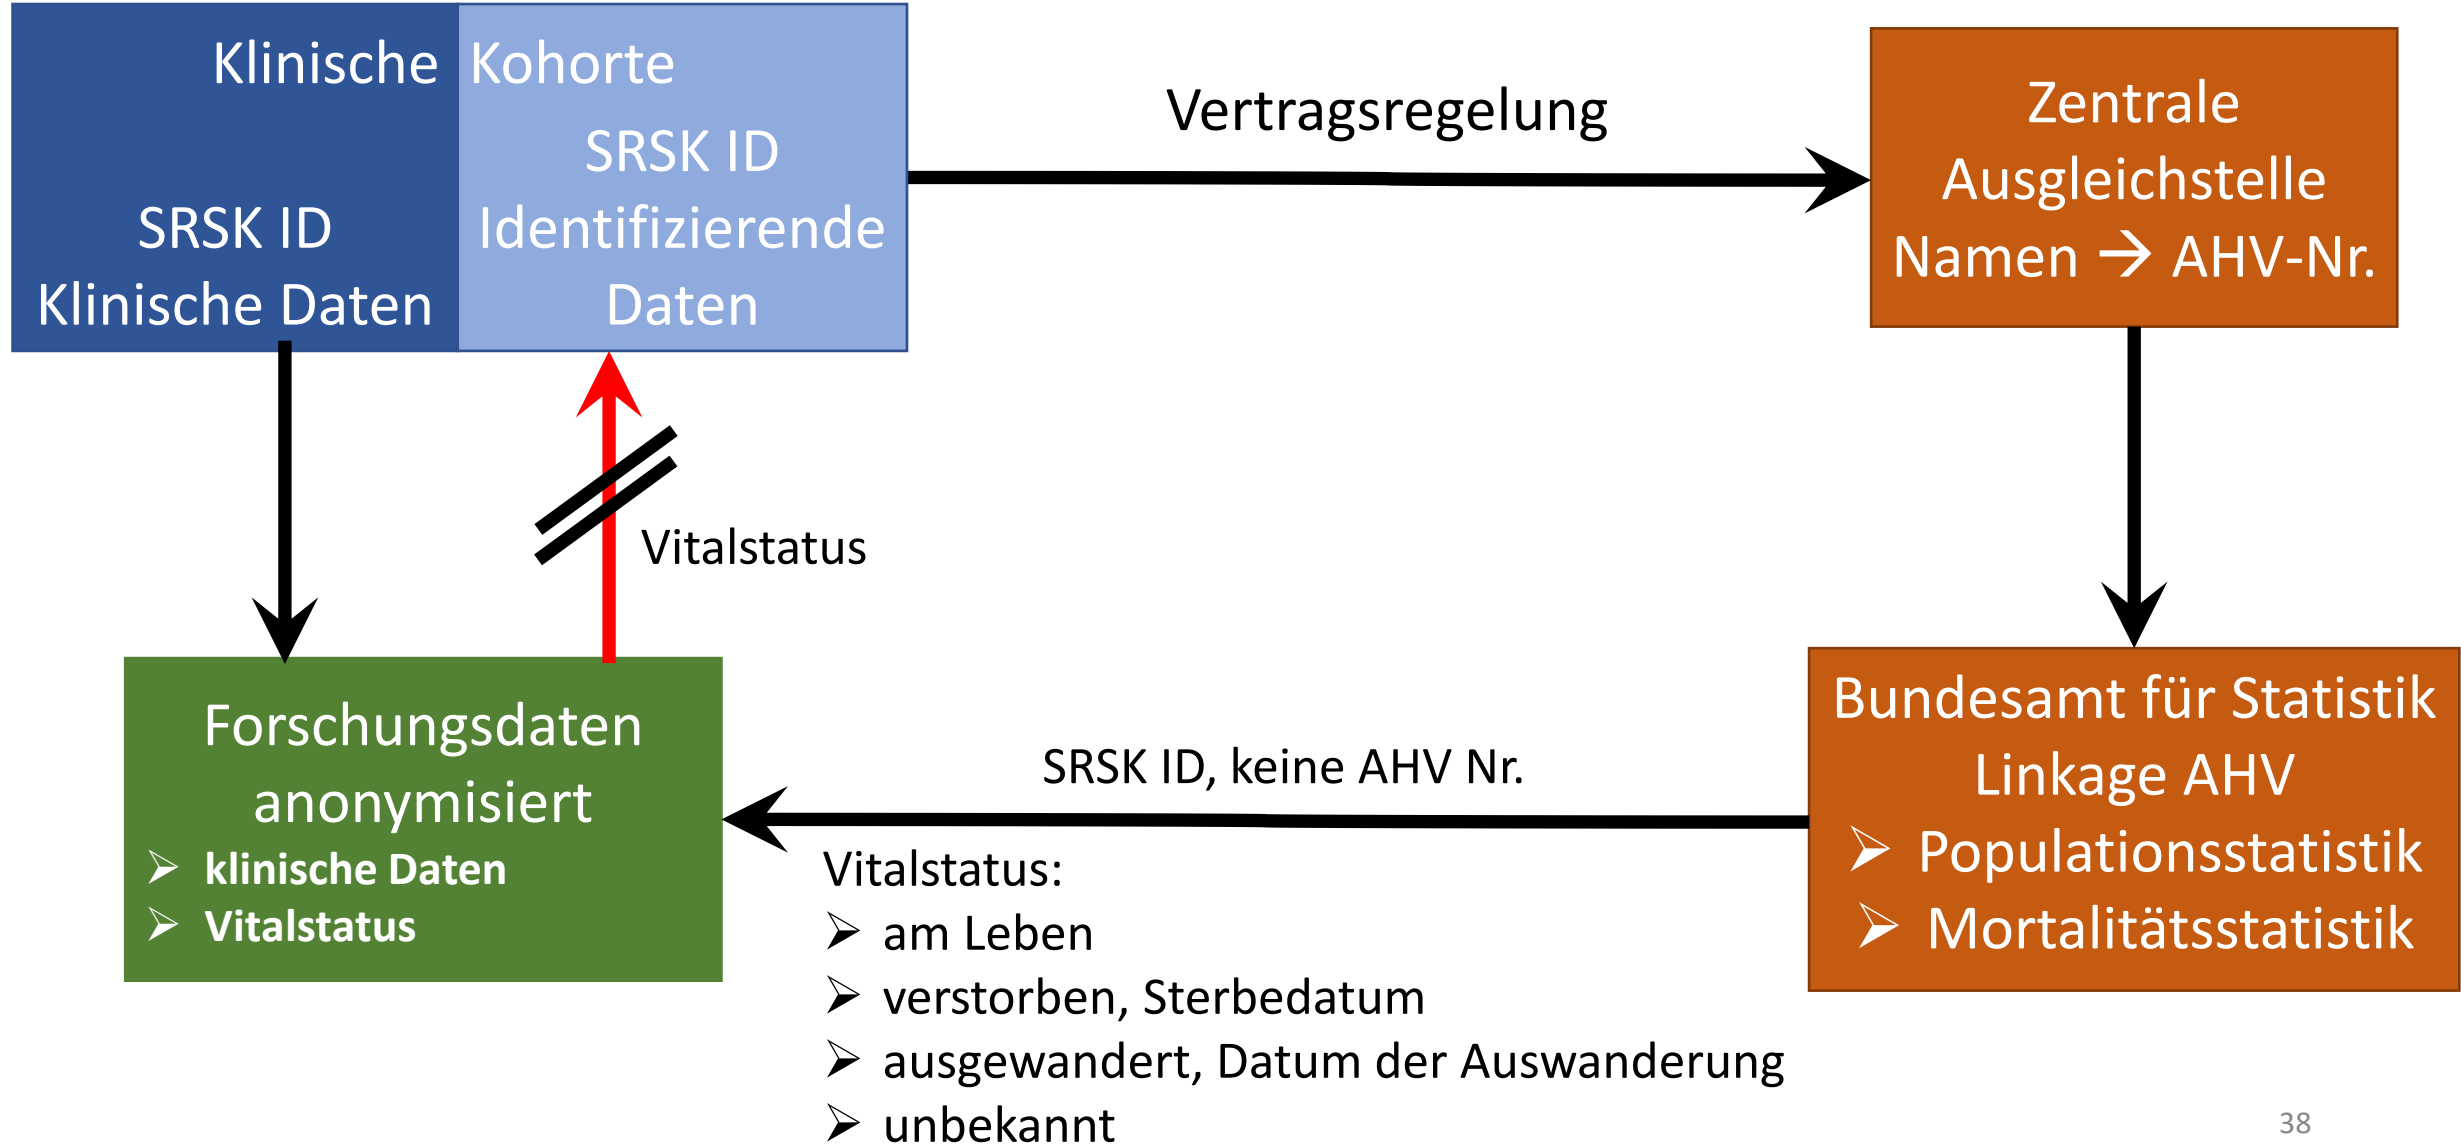 Klinische Kohorte
SRSK ID
Klinische Daten
SRSK ID
Identifizierende
Daten
Vertragsregelung
Zentrale
Ausgleichstelle
Namen → AHV-Nr.
Vitalstatus
Forschungsdaten
anonymisiert
➢ klinische Daten
➢ Vitalstatus
SRSK ID, keine AHV Nr.
Vitalstatus:
➢ am Leben
➢ verstorben, Sterbedatum
➢ ausgewandert, Datum der Auswanderung
➢ unbekannt
Bundesamt für Statistik
Linkage AHV
➢ Populationsstatistik
➢ Mortalitätsstatistik
38